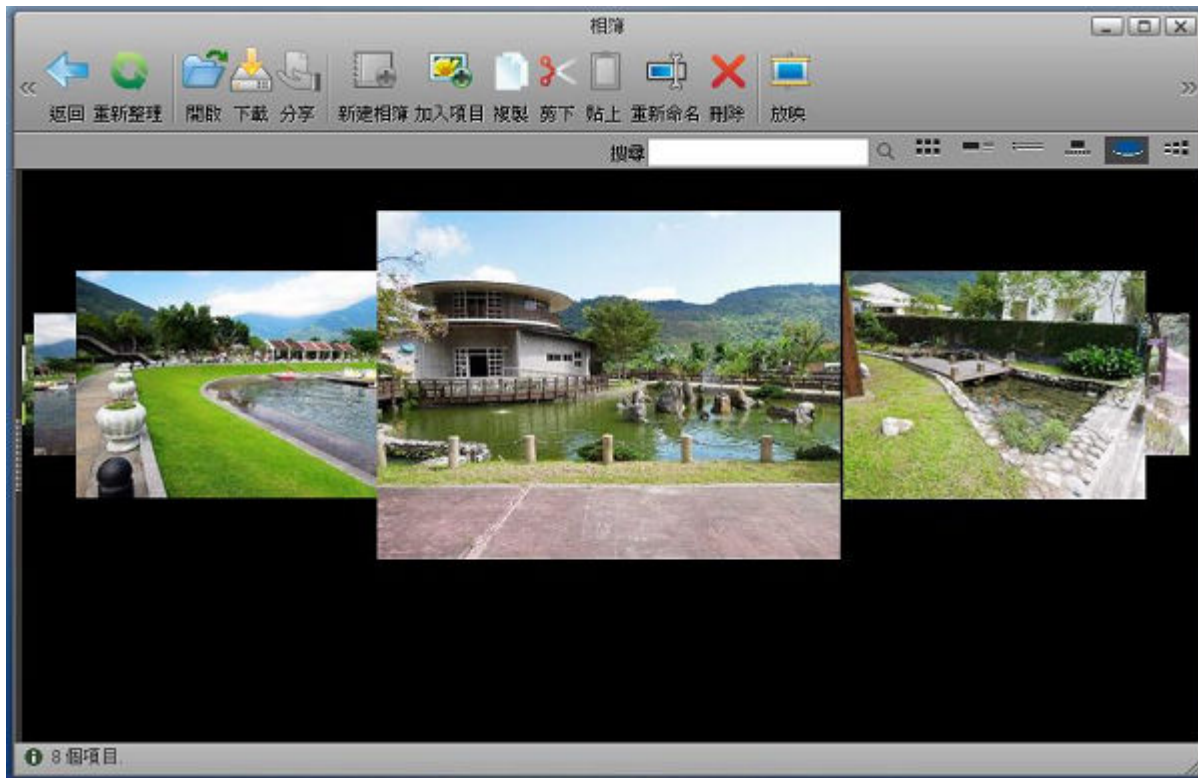 相簿
返回 重新整理 開啟 下載 分享 新建相簿 加入項目 複製 剪下 貼上 重新命名 刪除 放映
搜尋
8 個項目.